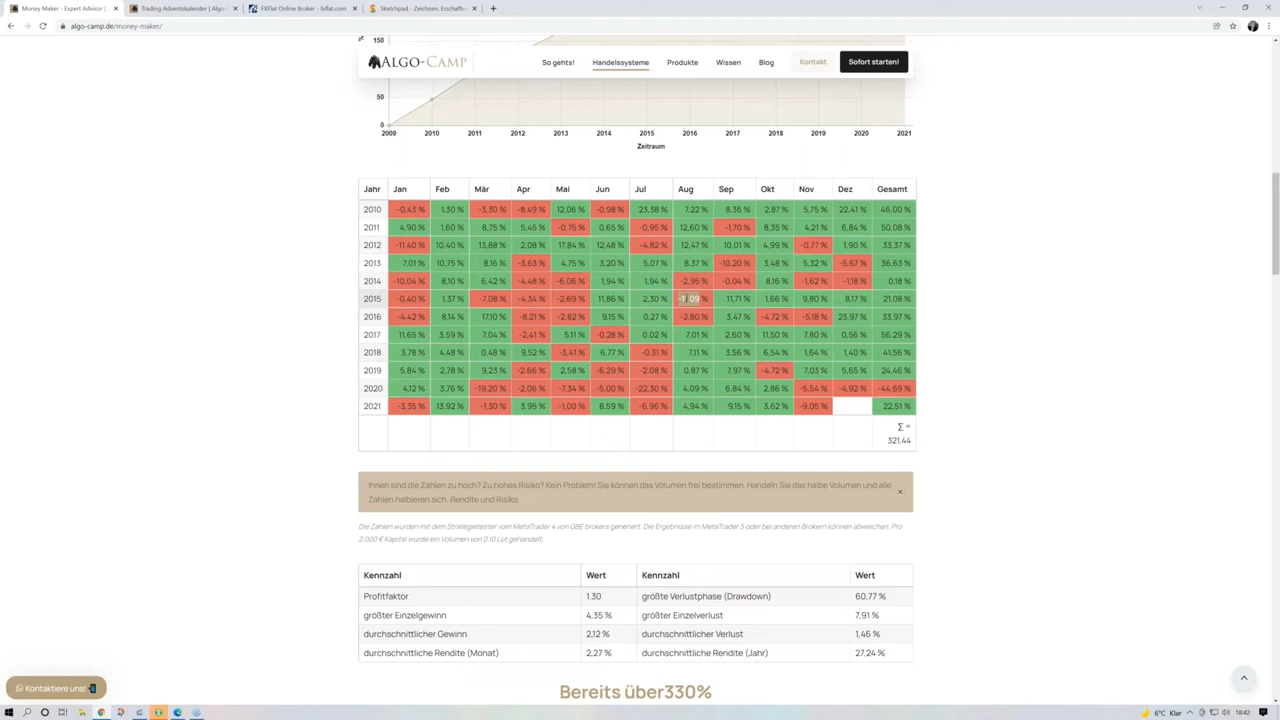 Money Maker - Expert Advisor |
Trading Adventskalender | Algo-
FXFlat Online Broker - fxflat.com
Sketchpad - Zeichnen, Erschaffe
algo-camp.de/money-maker/
150
ALGO-CAMP
So gehts!
Handelssysteme
Produkte
Wissen
Blog
Kontakt
Sofort starten!
50
0
2009 2010 2011 2012 2013 2014 2015 2016 2017 2018 2019 2020 2021
Zeitraum
Jahr Jan Feb Mär Apr Mai Jun Jul Aug Sep Okt Nov Dez Gesamt
2010 -0,43 % 1,30 % -3,30 % -8,49 % 12,06 % -0,98 % 23,38 % 7,22 % 8,36 % 2,87 % 5,75 % 22,41 % 46,00 %
2011 4,90 % 1,60 % 8,75 % 5,45 % -0,75 % 0,65 % -0,95 % 12,60 % -1,70 % 8,35 % 4,21 % 6,84 % 50,08 %
2012 -11,40 % 10,40 % 13,88 % 2,08 % 17,84 % 12,48 % -4,82 % 12,47 % 10,01 % 4,99 % -0,77 % 1,90 % 33,37 %
2013 7,01 % 10,75 % 8,16 % -3,63 % 4,75 % 3,20 % 5,07 % 8,37 % -10,20 % 3,48 % 5,32 % -5,67 % 36,63 %
2014 -10,04 % 8,10 % 6,42 % -4,48 % -6,06 % 1,94 % 1,94 % -2,95 % -0,04 % 8,16 % -1,62 % -1,18 % 0,18 %
2015 -0,40 % 1,37 % -7,08 % -4,34 % -2,69 % 11,86 % 2,30 % -11,09 % 11,71 % 1,66 % 9,80 % 8,17 % 21,08 %
2016 -4,42 % 8,14 % 17,10 % -8,21 % -2,82 % 9,15 % 0,27 % -2,80 % 3,47 % -4,72 % -5,18 % 23,97 % 33,97 %
2017 11,65 % 3,59 % 7,04 % -2,41 % 5,11 % -0,28 % 0,02 % 7,01 % 2,60 % 11,50 % 7,80 % 0,56 % 56,29 %
2018 3,78 % 4,48 % 0,48 % 9,52 % -3,41 % 6,77 % -0,31 % 7,11 % 3,56 % 6,54 % 1,64 % 1,40 % 41,56 %
2019 5,84 % 2,78 % 9,23 % -2,66 % 2,58 % -6,29 % -2,08 % 0,87 % 7,97 % -4,72 % 7,03 % 5,65 % 24,46 %
2020 4,12 % 3,76 % -19,20 % -2,06 % -7,34 % -5,00 % -22,30 % 4,09 % 6,84 % 2,86 % -5,54 % -4,92 % -44,69 %
2021 -3,35 % 13,92 % -1,30 % 3,95 % -1,00 % 8,59 % -6,96 % 4,94 % 9,15 % 3,62 % -9,05 % 22,51 %
Σ =
321,44
Ihnen sind die Zahlen zu hoch? Zu hohes Risiko? Kein Problem! Sie können das Volumen frei bestimmen. Handeln Sie das halbe Volumen und alle
Zahlen halbieren sich. Rendite und Risiko.
Die Zahlen wurden mit dem Strategietester vom MetaTrader 4 von GBE brokers generiert. Die Ergebnisse im MetaTrader 5 oder bei anderen Brokern können abweichen. Pro
2.000 € Kapital wurde ein Volumen von 0.10 Lot gehandelt.
Kennzahl Wert Kennzahl Wert
Profitfaktor 1.30 größte Verlustphase (Drawdown) 60,77 %
größter Einzelgewinn 4,35 % größter Einzelverlust 7,91 %
durchschnittlicher Gewinn 2,12 % durchschnittlicher Verlust 1,46 %
durchschnittliche Rendite (Monat) 2,27 % durchschnittliche Rendite (Jahr) 27,24 %
Kontaktiere uns!
Bereits über330%
6°C Klar
18:42